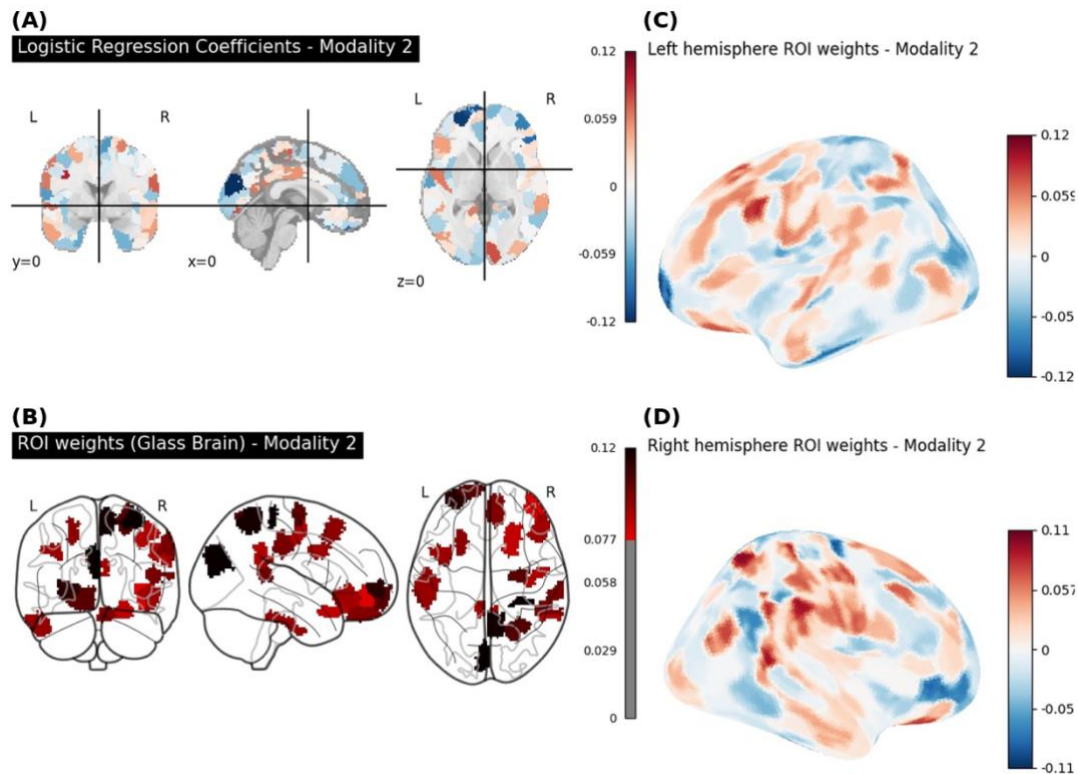 (A)
Logistic Regression Coefficients - Modality 2
L
R
L
R
y=0
x=0
z=0
0.12
0.059
0
-0.059
-0.12
(C)
Left hemisphere ROI weights - Modality 2
0.12
0.059
0
-0.05
-0.12
(B)
ROI weights (Glass Brain) - Modality 2
L
R
L
R
0.12
0.077
0.058
0.029
0
(D)
Right hemisphere ROI weights - Modality 2
0.11
0.057
0
-0.05
-0.11